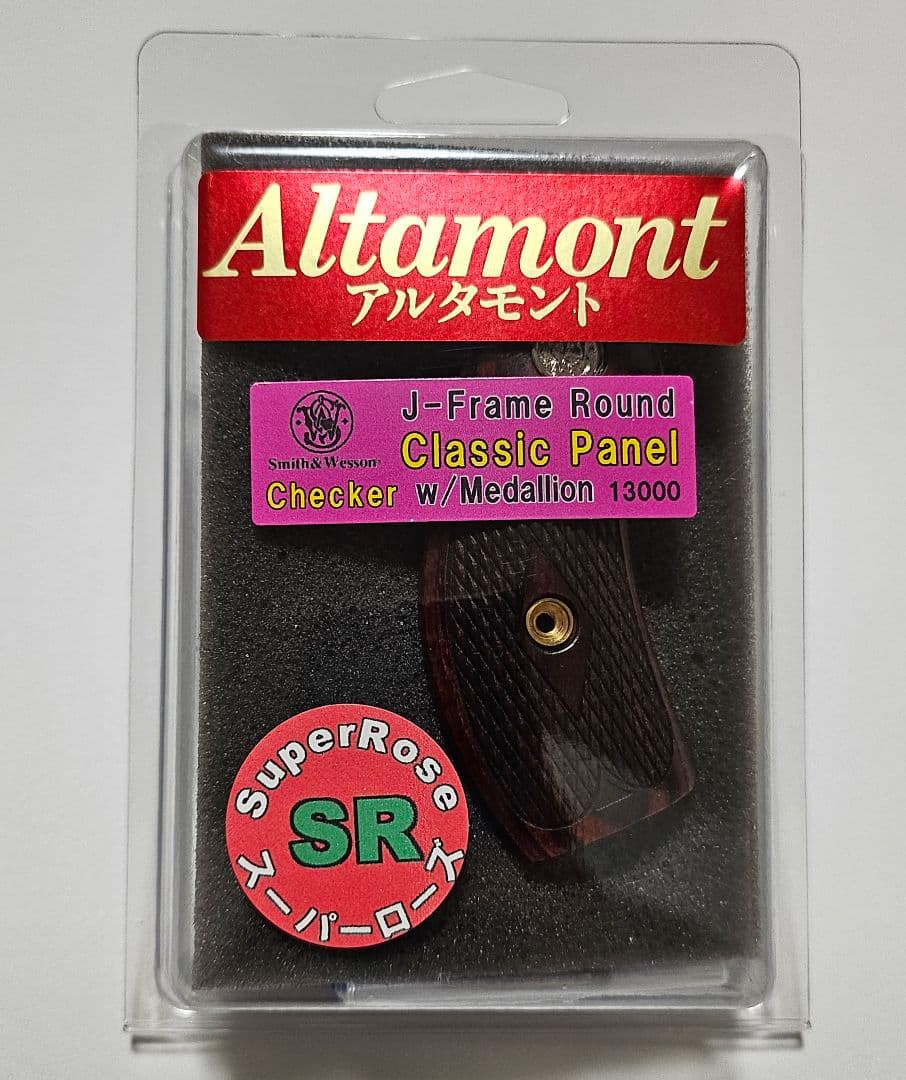 Altamont
アルタモント
J-Frame Round
Smith & Wesson
Classic Panel
Checker w/Medallion 13000
SuperRose
SR
スーパーローズ